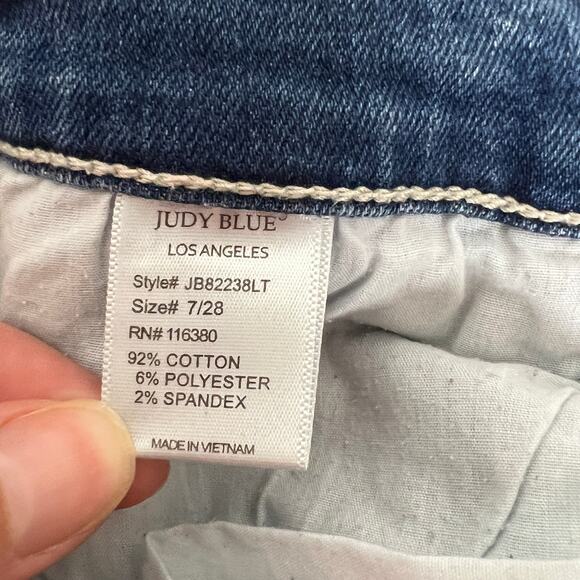 JUDY BLUE
LOS ANGELES
Style# JB82238LT
Size# 7/28
RN# 116380
92% COTTON
6% POLYESTER
2% SPANDEX
MADE IN VIETNAM